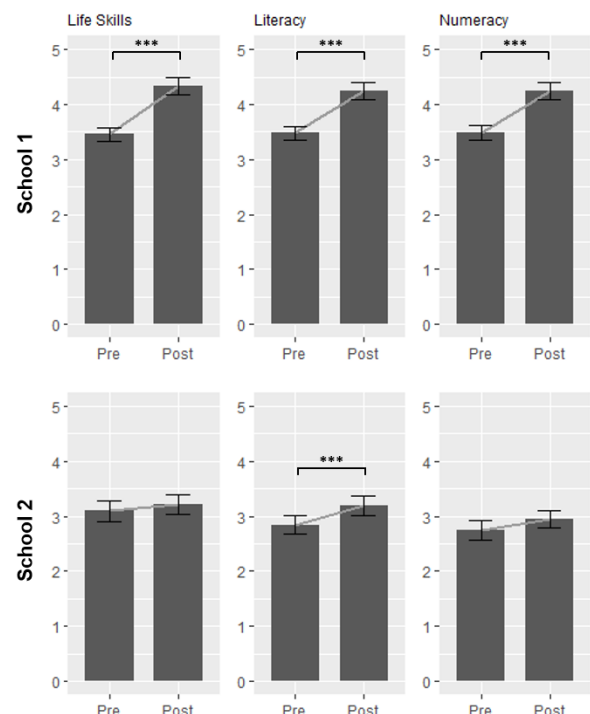 Life Skills Literacy Numeracy
*** *** ***
5 5 5
4 4 4
School 1
3 3 3
2 2 2
1 1 1
0 0 0
Pre Post Pre Post Pre Post
5 5 5
4 4 4
***
School 2
3 3 3
2 2 2
1 1 1
0 0 0
Pre Post Pre Post Pre Post